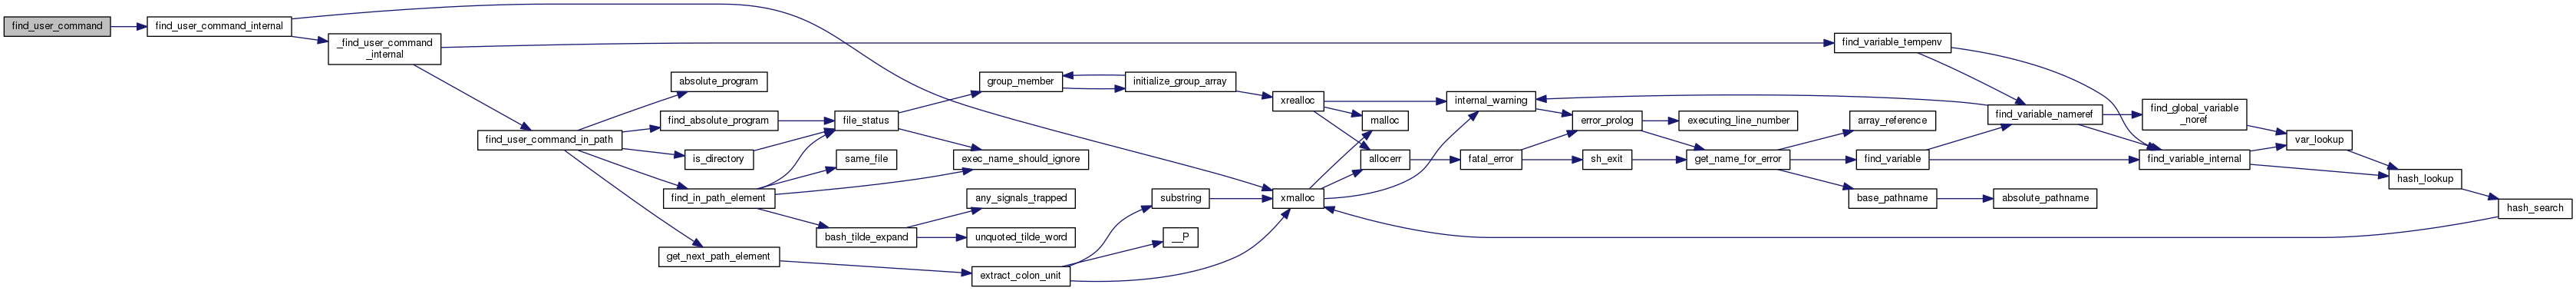 find_user_command
find_user_command_internal
_find_user_command
_internal
find_variable_tempenv
absolute_program
group_member
initialize_group_array
xrealloc
internal_warning
find_variable_nameref
find_global_variable
_noref
find_absolute_program
file_status
malloc
error_prolog
executing_line_number
array_reference
find_user_command_in_path
is_directory
same_file
exec_name_should_ignore
allocerr
fatal_error
sh_exit
get_name_for_error
find_variable
find_variable_internal
var_lookup
hash_lookup
find_in_path_element
any_signals_trapped
substring
xmalloc
base_pathname
absolute_pathname
hash_search
bash_tilde_expand
unquoted_tilde_word
__P
get_next_path_element
extract_colon_unit